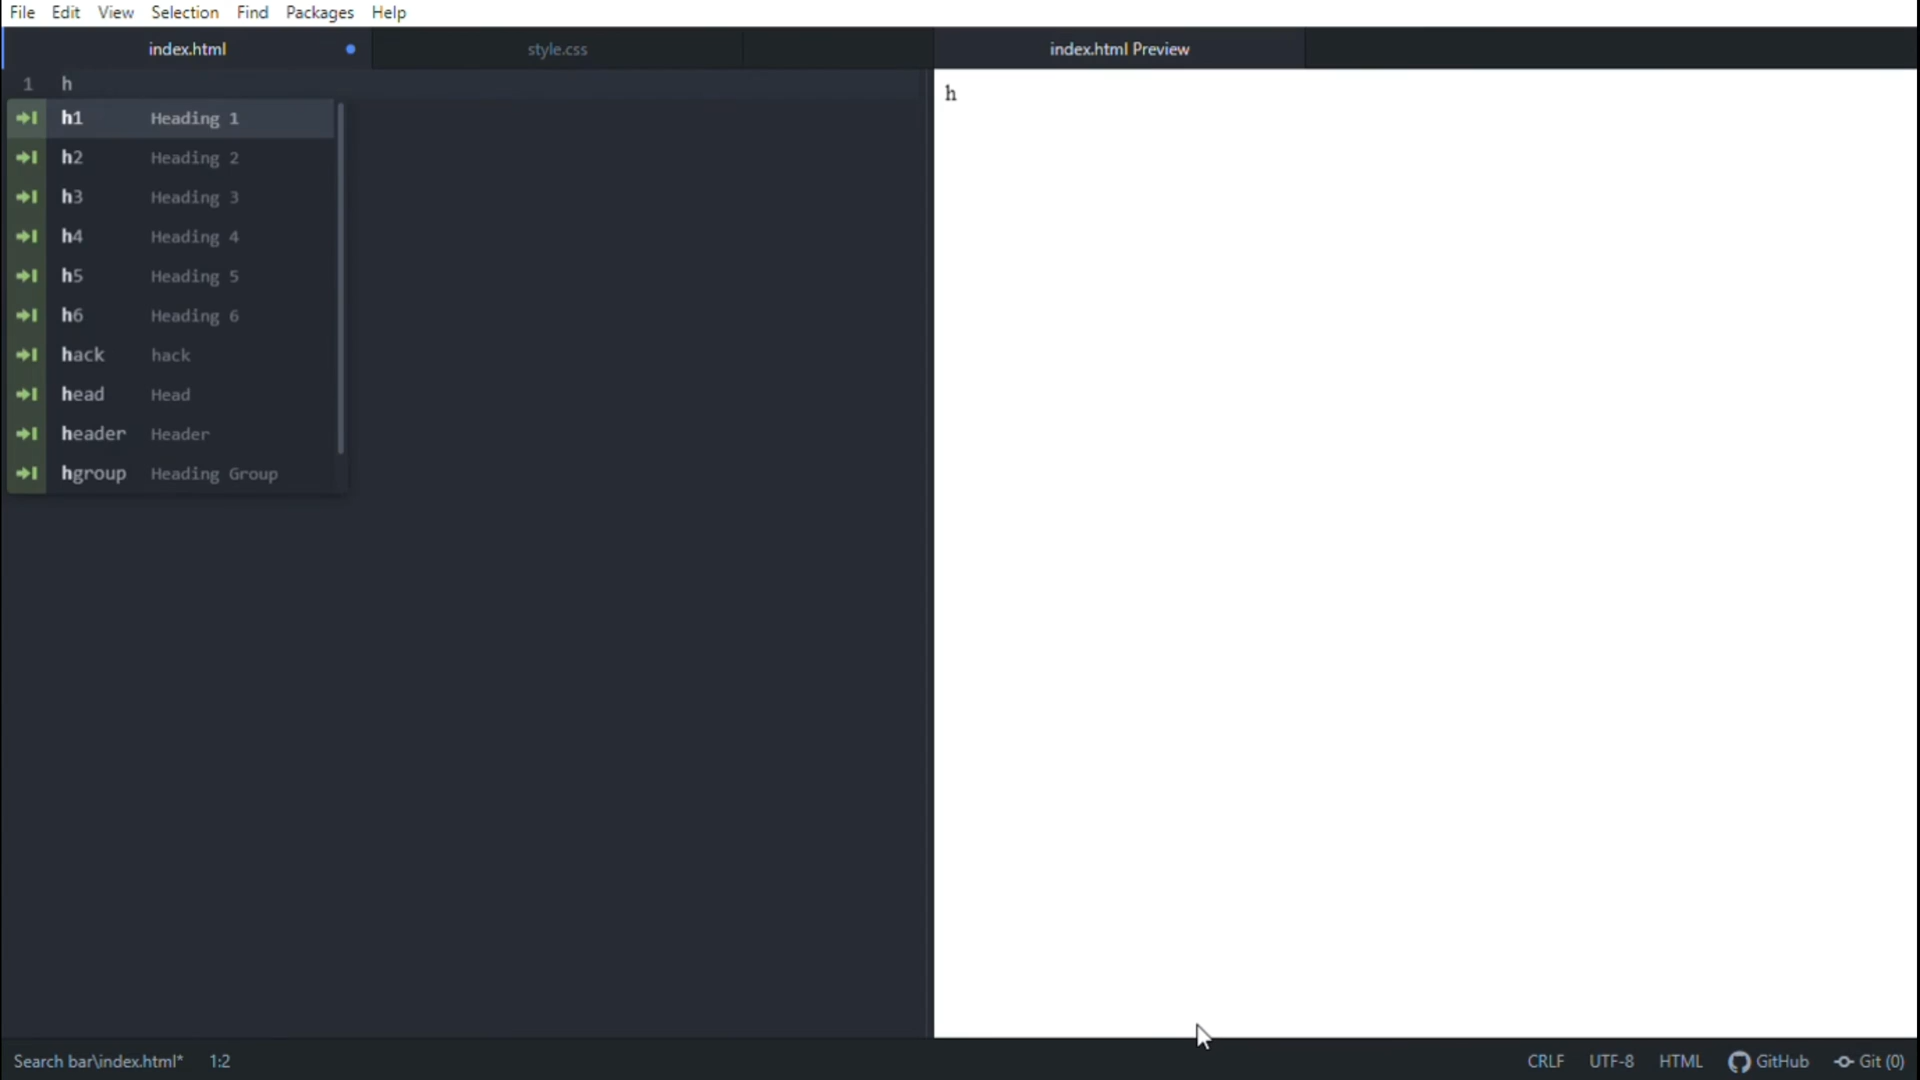 File Edit View Selection Find Packages Help
index.html style.css index.html Preview
1 h
h1 Heading 1
h2 Heading 2
h3 Heading 3
h4 Heading 4
h5 Heading 5
h6 Heading 6
hack hack
head Head
header Header
hgroup Heading Group
h
Search bar\index.html* 1:2 CRLF UTF-8 HTML GitHub Git (0)